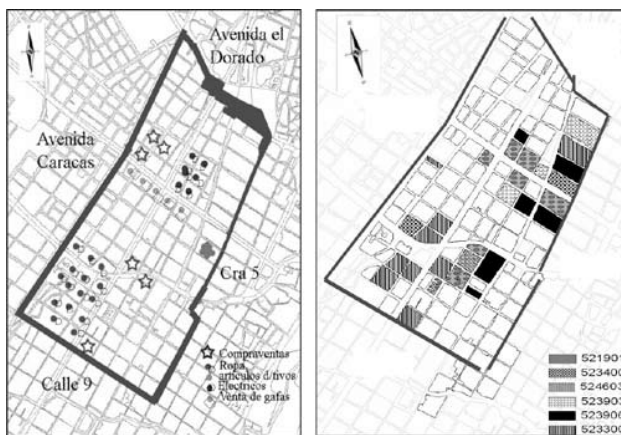 Avenida el
Dorado
Avenida
Caracas
Cra 5
Calle 9
Compraventas
Ropa
artículos d/tivos
Eléctricos
Venta de gafas
521901
523400
524603
523903
523906
523300